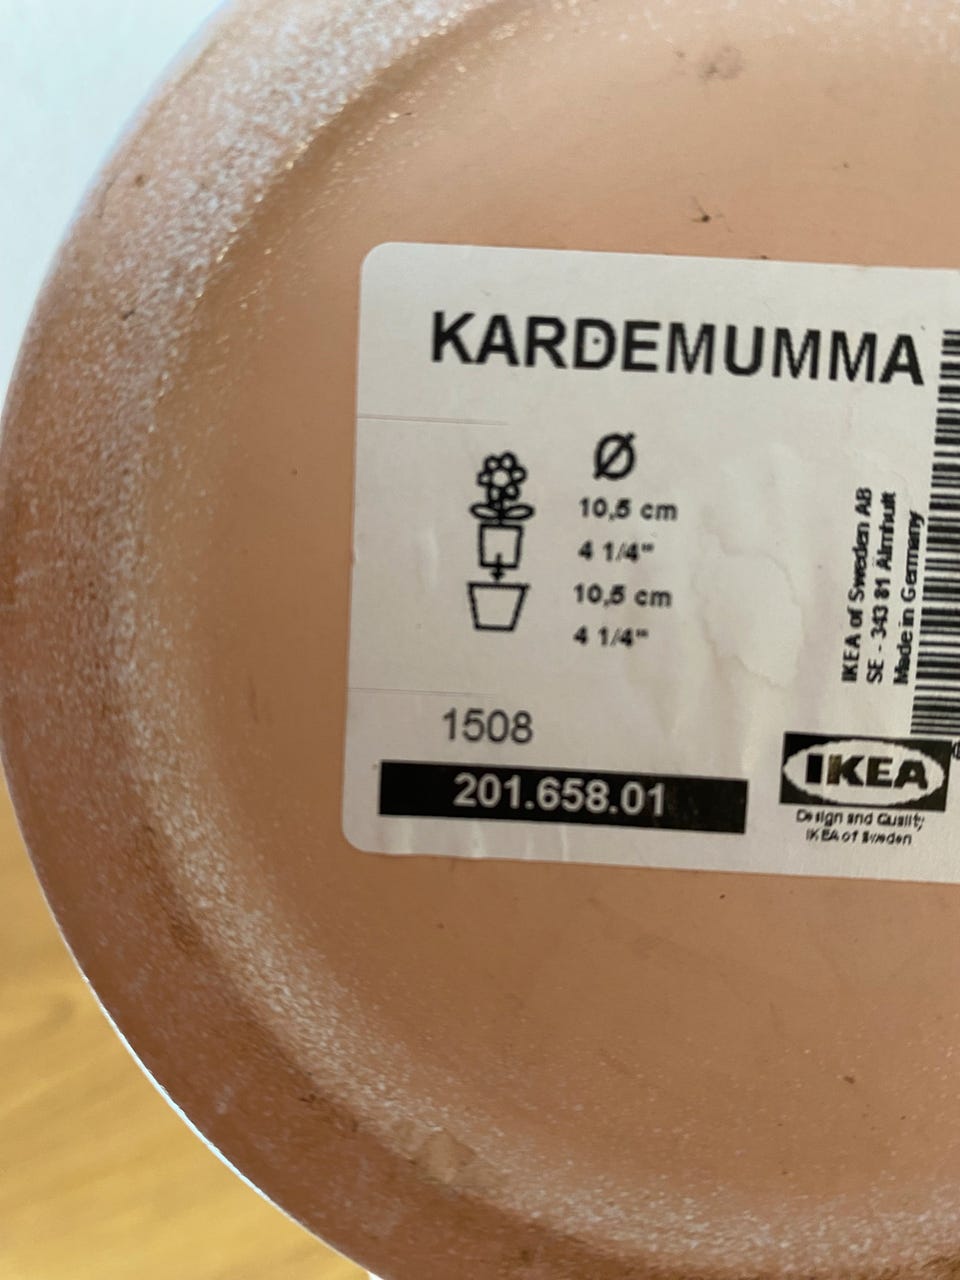 KARDEMUMMA
Ø
10,5 cm
4 1/4"
10,5 cm
4 1/4"
1508
201.658.01
IKEA of Sweden AB
SE - 343 81 Älmhult
Made in Germany
IKEA®
Design and Quality
IKEA of Sweden